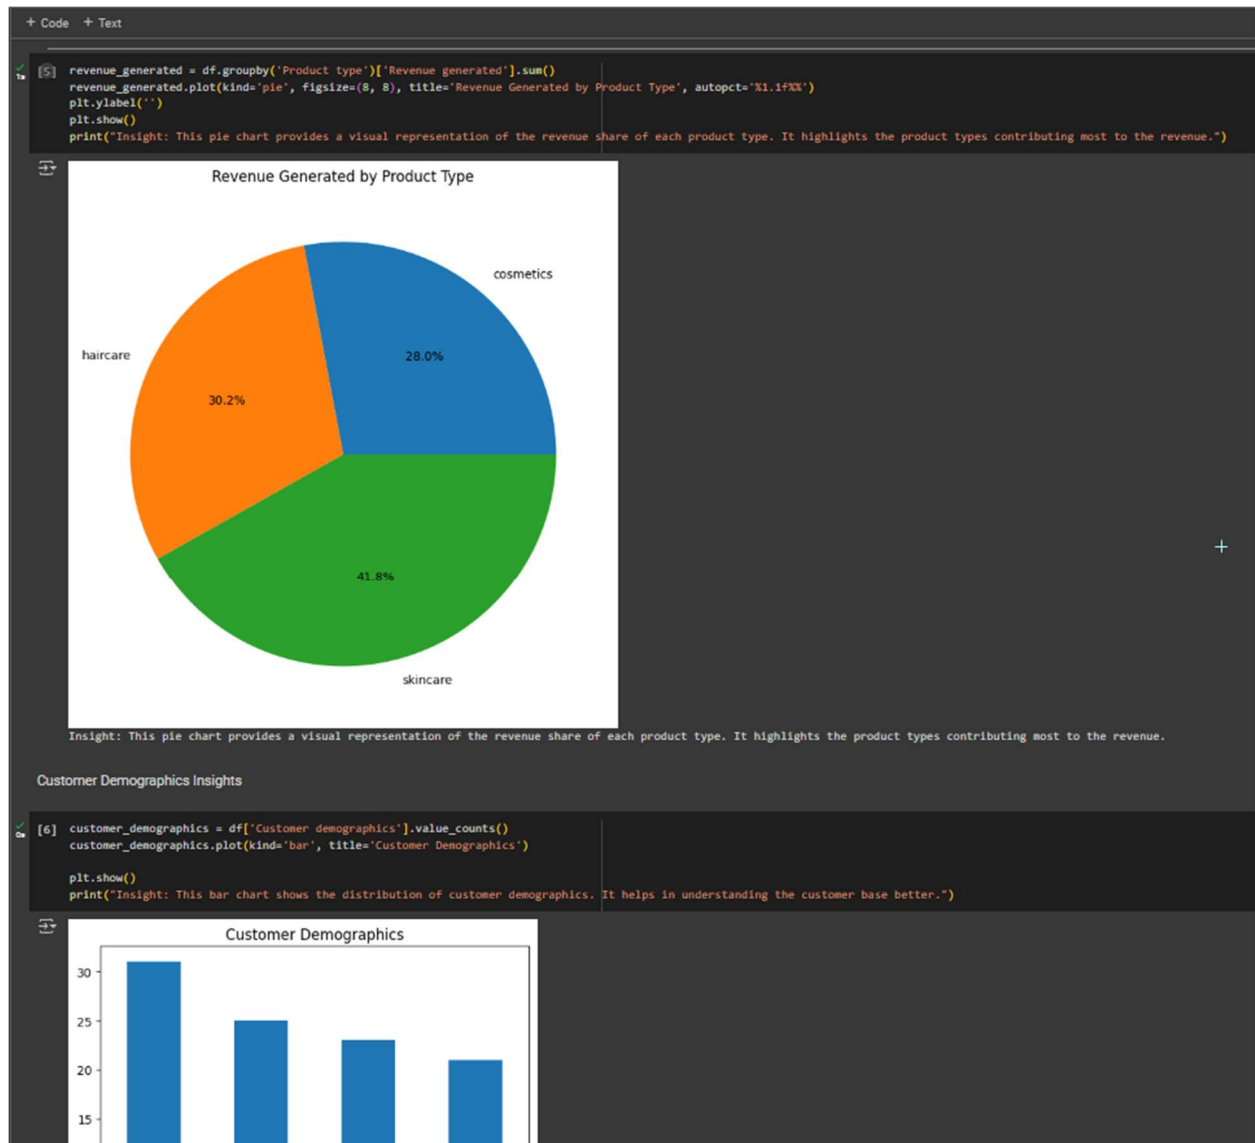 + Code + Text
[5] revenue_generated = df.groupby('Product type')['Revenue generated'].sum()
revenue_generated.plot(kind='pie', figsize=(8, 8), title='Revenue Generated by Product Type', autopct='%1.1f%%')
plt.ylabel('')
plt.show()
print("Insight: This pie chart provides a visual representation of the revenue share of each product type. It highlights the product types contributing most to the revenue.")
1s
Revenue Generated by Product Type
cosmetics
haircare
28.0%
30.2%
41.8%
skincare
Insight: This pie chart provides a visual representation of the revenue share of each product type. It highlights the product types contributing most to the revenue.
Customer Demographics Insights
[6] customer_demographics = df['Customer demographics'].value_counts()
0s
customer_demographics.plot(kind='bar', title='Customer Demographics')
plt.show()
print("Insight: This bar chart shows the distribution of customer demographics. It helps in understanding the customer base better.")
Customer Demographics
30
25
20
15